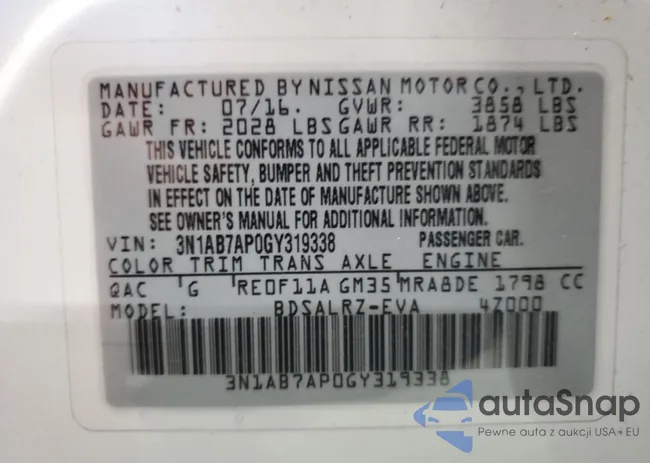 MANUFACTURED BY NISSAN MOTOR CO., LTD.
DATE: 07/16. GVWR: 3858 LBS
GAWR FR: 2028 LBS GAWR RR: 1874 LBS
THIS VEHICLE CONFORMS TO ALL APPLICABLE FEDERAL MOTOR
VEHICLE SAFETY, BUMPER AND THEFT PREVENTION STANDARDS
IN EFFECT ON THE DATE OF MANUFACTURE SHOWN ABOVE.
SEE OWNER'S MANUAL FOR ADDITIONAL INFORMATION.
VIN: 3N1AB7AP0GY319338 PASSENGER CAR.
COLOR TRIM TRANS AXLE ENGINE
QAC G RE0F11A GM35 MRA8DE 1798 CC
MODEL: BDSALRZ-EVA 47000
3N1AB7AP0GY319338
autaSnap
Pewne auta z aukcji USA+EU